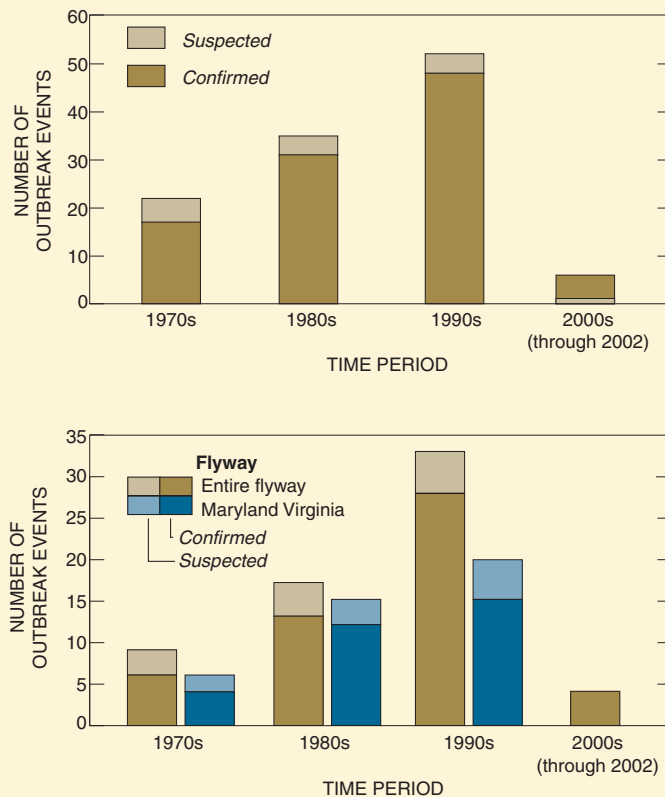 NUMBER OF
OUTBREAK EVENTS
60
50
40
30
20
10
0
Suspected
Confirmed
1970s
1980s
1990s
2000s
(through 2002)
TIME PERIOD
NUMBER OF
OUTBREAK EVENTS
35
30
25
20
15
10
5
0
Flyway
Entire flyway
Maryland Virginia
Confirmed
Suspected
1970s
1980s
1990s
2000s
(through 2002)
TIME PERIOD